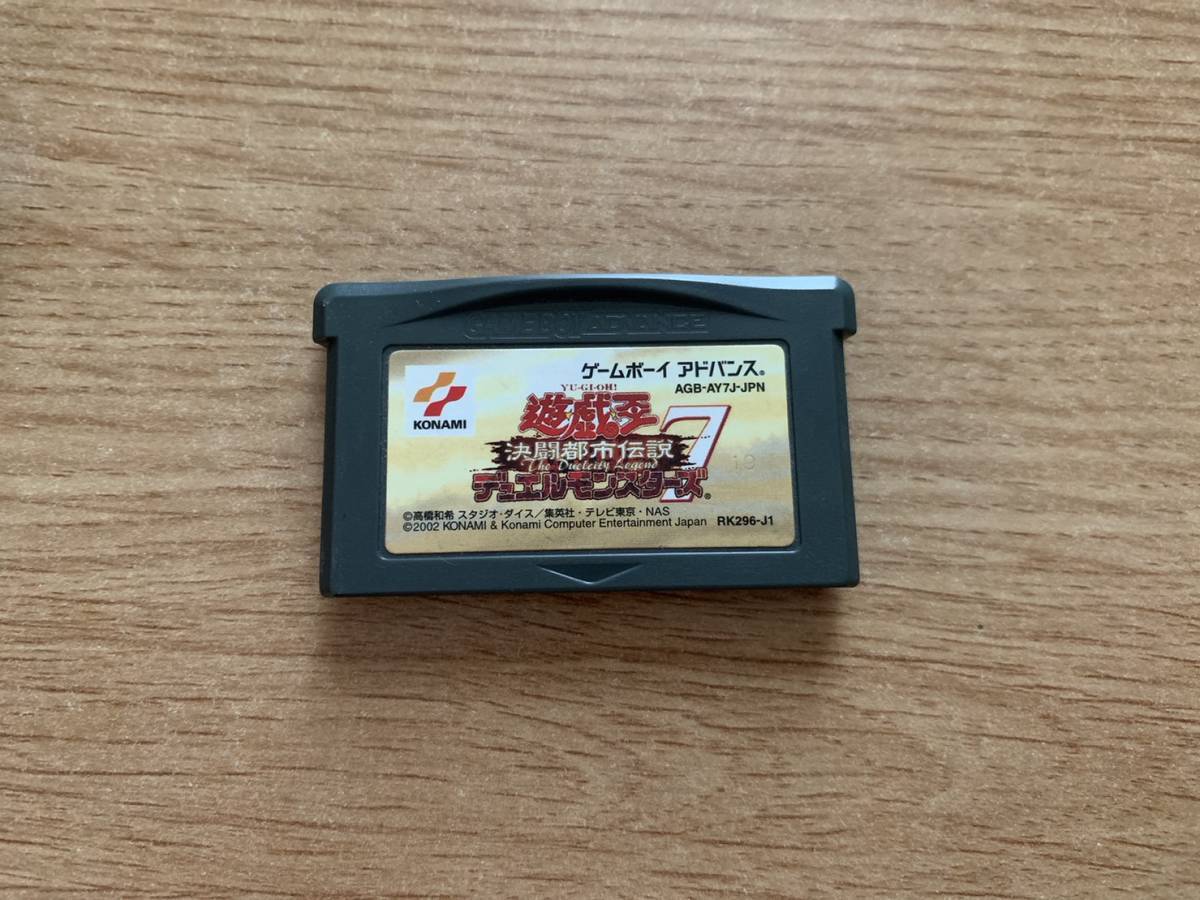 GAME BOY ADVANCE
ゲームボーイ アドバンス®
AGB-AY7J-JPN
KONAMI
YU-GI-OH!
遊☆戯☆王
決闘都市伝説
The Duelcity Legend
デュエルモンスターズ®
7
19
©高橋和希 スタジオ・ダイス／集英社・テレビ東京・NAS
©2002 KONAMI & Konami Computer Entertainment Japan
RK296-J1